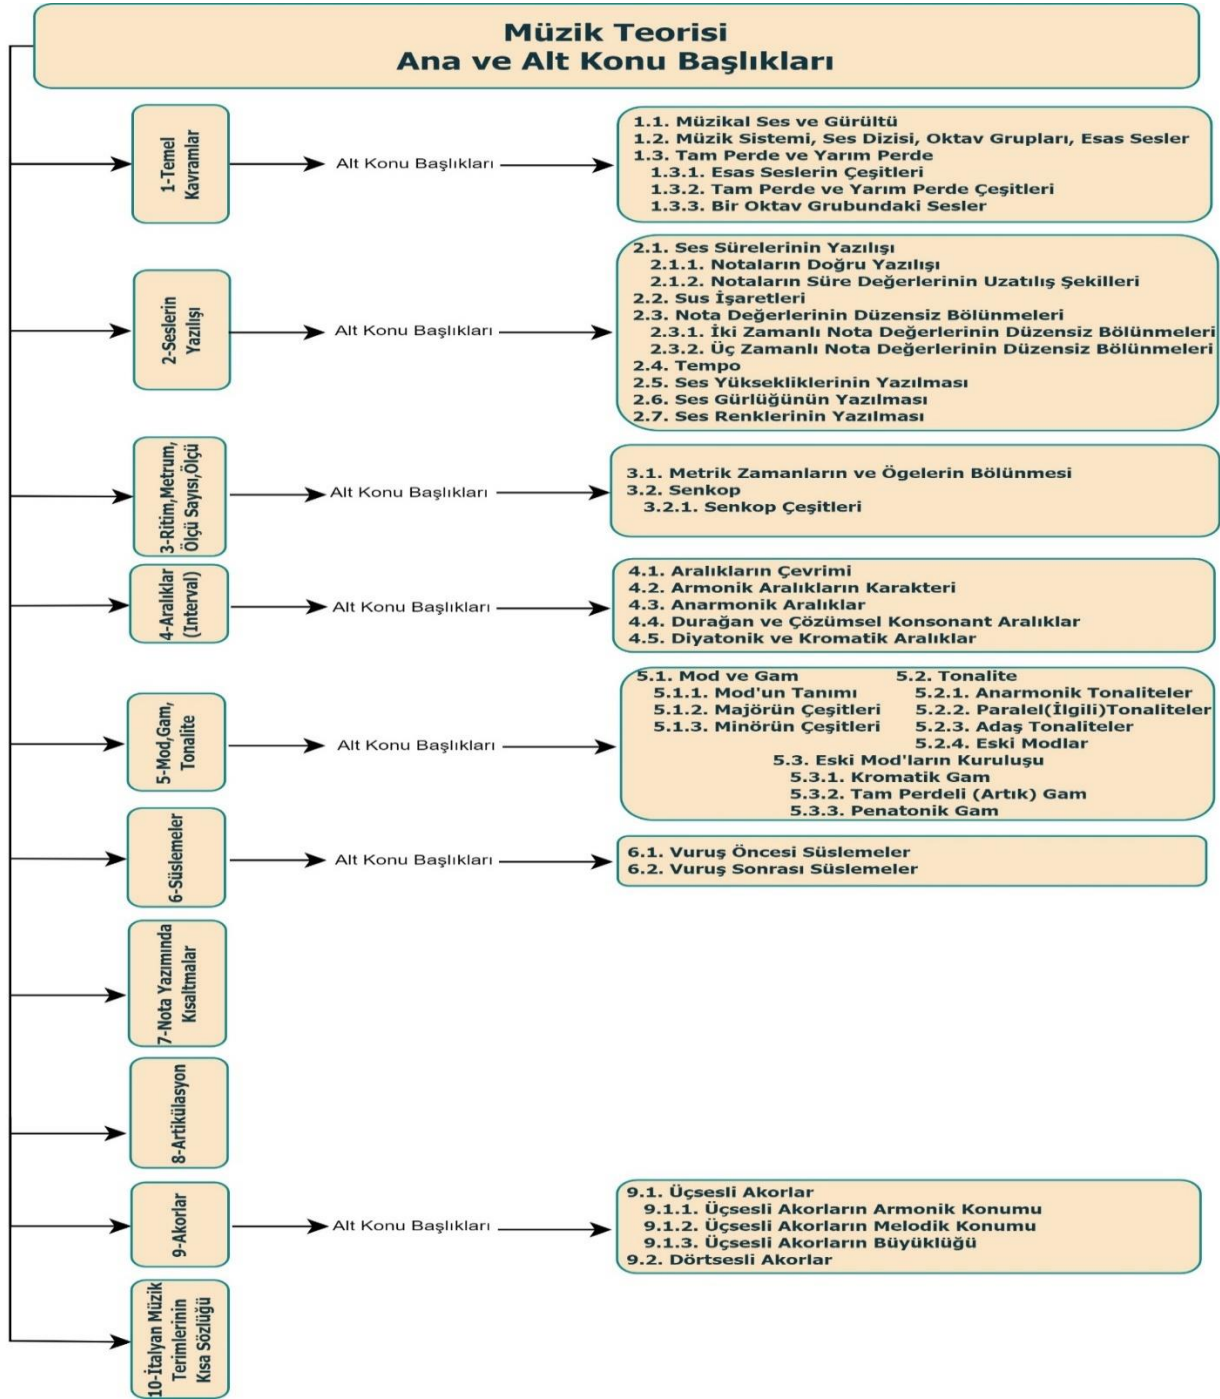 Müzik Teorisi
Ana ve Alt Konu Başlıkları
1-Temel
Kavramlar
Alt Konu Başlıkları
1.1. Müzikal Ses ve Gürültü
1.2. Müzik Sistemi, Ses Dizisi, Oktav Grupları, Esas Sesler
1.3. Tam Perde ve Yarım Perde
1.3.1. Esas Seslerin Çeşitleri
1.3.2. Tam Perde ve Yarım Perde Çeşitleri
1.3.3. Bir Oktav Grubundaki Sesler
2-Seslerin
Yazılışı
Alt Konu Başlıkları
2.1. Ses Sürelerinin Yazılışı
2.1.1. Notaların Doğru Yazılışı
2.1.2. Notaların Süre Değerlerinin Uzatılış Şekilleri
2.2. Sus İşaretleri
2.3. Nota Değerlerinin Düzensiz Bölünmeleri
2.3.1. İki Zamanlı Nota Değerlerinin Düzensiz Bölünmeleri
2.3.2. Üç Zamanlı Nota Değerlerinin Düzensiz Bölünmeleri
2.4. Tempo
2.5. Ses Yüksekliklerinin Yazılması
2.6. Ses Gürlüğünün Yazılması
2.7. Ses Renklerinin Yazılması
3-Ritim,Metrum,
Ölçü Sayısı,Ölçü
Alt Konu Başlıkları
3.1. Metrik Zamanların ve Ögelerin Bölünmesi
3.2. Senkop
3.2.1. Senkop Çeşitleri
4-Aralıklar
(Interval)
Alt Konu Başlıkları
4.1. Aralıkların Çevrimi
4.2. Armonik Aralıkların Karakteri
4.3. Anarmonik Aralıklar
4.4. Durağan ve Çözümsel Konsonant Aralıklar
4.5. Diyatonik ve Kromatik Aralıklar
5-Mod,Gam,
Tonalite
Alt Konu Başlıkları
5.1. Mod ve Gam
5.1.1. Mod'un Tanımı
5.1.2. Majörün Çeşitleri
5.1.3. Minörün Çeşitleri
5.2. Tonalite
5.2.1. Anarmonik Tonaliteler
5.2.2. Paralel(İlgili)Tonaliteler
5.2.3. Adaş Tonaliteler
5.2.4. Eski Modlar
5.3. Eski Mod'ların Kuruluşu
5.3.1. Kromatik Gam
5.3.2. Tam Perdeli (Artık) Gam
5.3.3. Penatonik Gam
6-Süslemeler
Alt Konu Başlıkları
6.1. Vuruş Öncesi Süslemeler
6.2. Vuruş Sonrası Süslemeler
7-Nota Yazımında
Kısaltmalar
8-Artikülasyon
9-Akorlar
Alt Konu Başlıkları
9.1. Üçsesli Akorlar
9.1.1. Üçsesli Akorların Armonik Konumu
9.1.2. Üçsesli Akorların Melodik Konumu
9.1.3. Üçsesli Akorların Büyüklüğü
9.2. Dörtsesli Akorlar
10-İtalyan Müzik
Terimlerinin
Kısa Sözlüğü